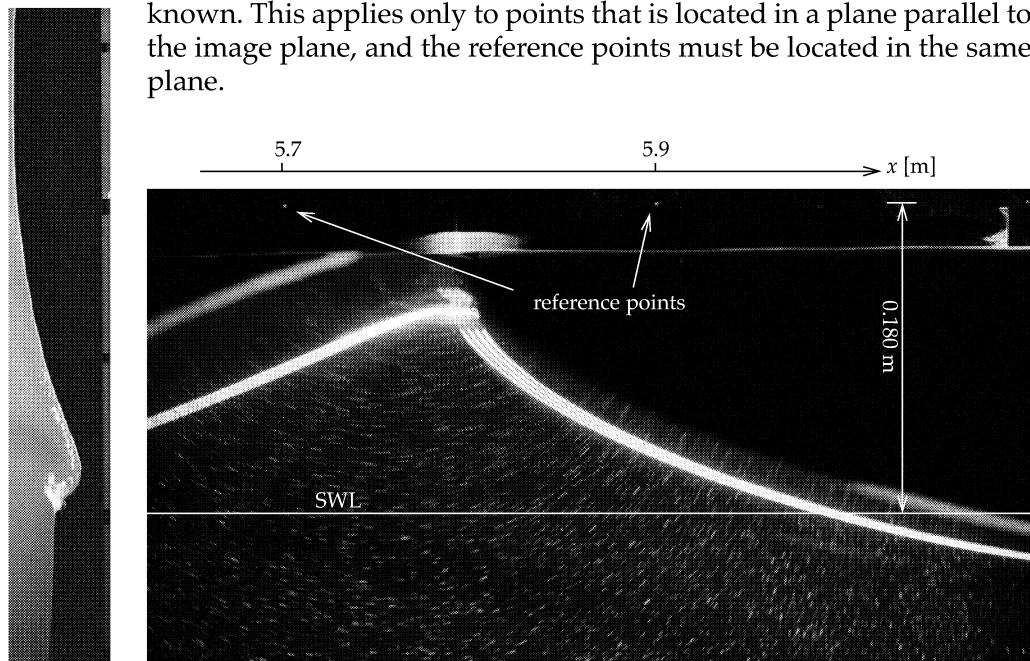 known. This applies only to points that is located in a plane parallel to
the image plane, and the reference points must be located in the same
plane.
5.7 5.9
x [m]
reference points
0.180 m
SWL